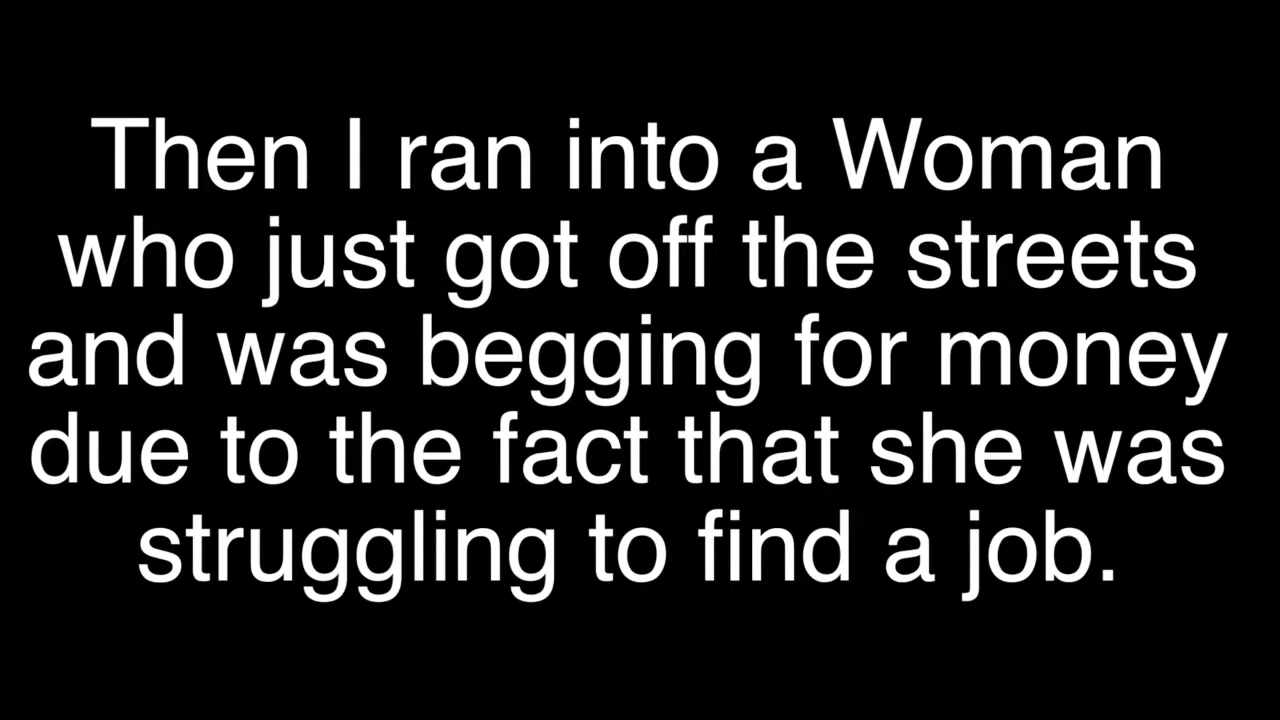 Then I ran into a Woman
who just got off the streets
and was begging for money
due to the fact that she was
struggling to find a job.